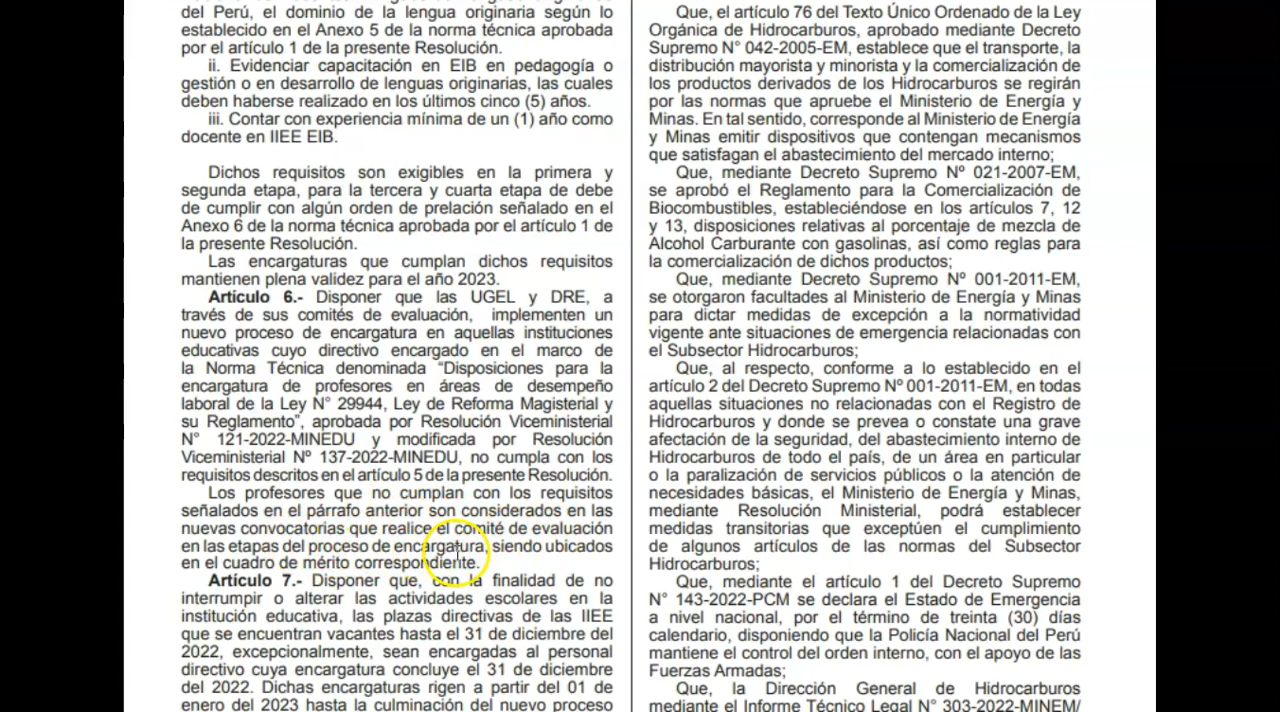 del Perú, el dominio de la lengua originaria según lo
establecido en el Anexo 5 de la norma técnica aprobada
por el artículo 1 de la presente Resolución.
ii. Evidenciar capacitación en EIB en pedagogía o
gestión o en desarrollo de lenguas originarias, las cuales
deben haberse realizado en los últimos cinco (5) años.
iii. Contar con experiencia mínima de un (1) año como
docente en IIEE EIB.
Dichos requisitos son exigibles en la primera y
segunda etapa, para la tercera y cuarta etapa de debe
de cumplir con algún orden de prelación señalado en el
Anexo 6 de la norma técnica aprobada por el artículo 1 de
la presente Resolución.
Las encargaturas que cumplan dichos requisitos
mantienen plena validez para el año 2023.
Artículo 6.- Disponer que las UGEL y DRE, a
través de sus comités de evaluación, implementen un
nuevo proceso de encargatura en aquellas instituciones
educativas cuyo directivo encargado en el marco de
la Norma Técnica denominada “Disposiciones para la
encargatura de profesores en áreas de desempeño
laboral de la Ley N° 29944, Ley de Reforma Magisterial y
su Reglamento”, aprobada por Resolución Viceministerial
N° 121-2022-MINEDU y modificada por Resolución
Viceministerial Nº 137-2022-MINEDU, no cumpla con los
requisitos descritos en el artículo 5 de la presente Resolución.
Los profesores que no cumplan con los requisitos
señalados en el párrafo anterior son considerados en las
nuevas convocatorias que realice el comité de evaluación
en las etapas del proceso de encargatura, siendo ubicados
en el cuadro de mérito correspondiente.
Artículo 7.- Disponer que, con la finalidad de no
interrumpir o alterar las actividades escolares en la
institución educativa, las plazas directivas de las IIEE
que se encuentran vacantes hasta el 31 de diciembre del
2022, excepcionalmente, sean encargadas al personal
directivo cuya encargatura concluye el 31 de diciembre
del 2022. Dichas encargaturas rigen a partir del 01 de
enero del 2023 hasta la culminación del nuevo proceso
Que, el artículo 76 del Texto Único Ordenado de la Ley
Orgánica de Hidrocarburos, aprobado mediante Decreto
Supremo N° 042-2005-EM, establece que el transporte, la
distribución mayorista y minorista y la comercialización de
los productos derivados de los Hidrocarburos se regirán
por las normas que apruebe el Ministerio de Energía y
Minas. En tal sentido, corresponde al Ministerio de Energía
y Minas emitir dispositivos que contengan mecanismos
que satisfagan el abastecimiento del mercado interno;
Que, mediante Decreto Supremo Nº 021-2007-EM,
se aprobó el Reglamento para la Comercialización de
Biocombustibles, estableciéndose en los artículos 7, 12
y 13, disposiciones relativas al porcentaje de mezcla de
Alcohol Carburante con gasolinas, así como reglas para
la comercialización de dichos productos;
Que, mediante Decreto Supremo Nº 001-2011-EM,
se otorgaron facultades al Ministerio de Energía y Minas
para dictar medidas de excepción a la normatividad
vigente ante situaciones de emergencia relacionadas con
el Subsector Hidrocarburos;
Que, al respecto, conforme a lo establecido en el
artículo 2 del Decreto Supremo Nº 001-2011-EM, en todas
aquellas situaciones no relacionadas con el Registro de
Hidrocarburos y donde se prevea o constate una grave
afectación de la seguridad, del abastecimiento interno de
Hidrocarburos de todo el país, de un área en particular
o la paralización de servicios públicos o la atención de
necesidades básicas, el Ministerio de Energía y Minas,
mediante Resolución Ministerial, podrá establecer
medidas transitorias que exceptúen el cumplimiento
de algunos artículos de las normas del Subsector
Hidrocarburos;
Que, mediante el artículo 1 del Decreto Supremo
N° 143-2022-PCM se declara el Estado de Emergencia
a nivel nacional, por el término de treinta (30) días
calendario, disponiendo que la Policía Nacional del Perú
mantiene el control del orden interno, con el apoyo de las
Fuerzas Armadas;
Que, la Dirección General de Hidrocarburos
mediante el Informe Técnico Legal N° 303-2022-MINEM/